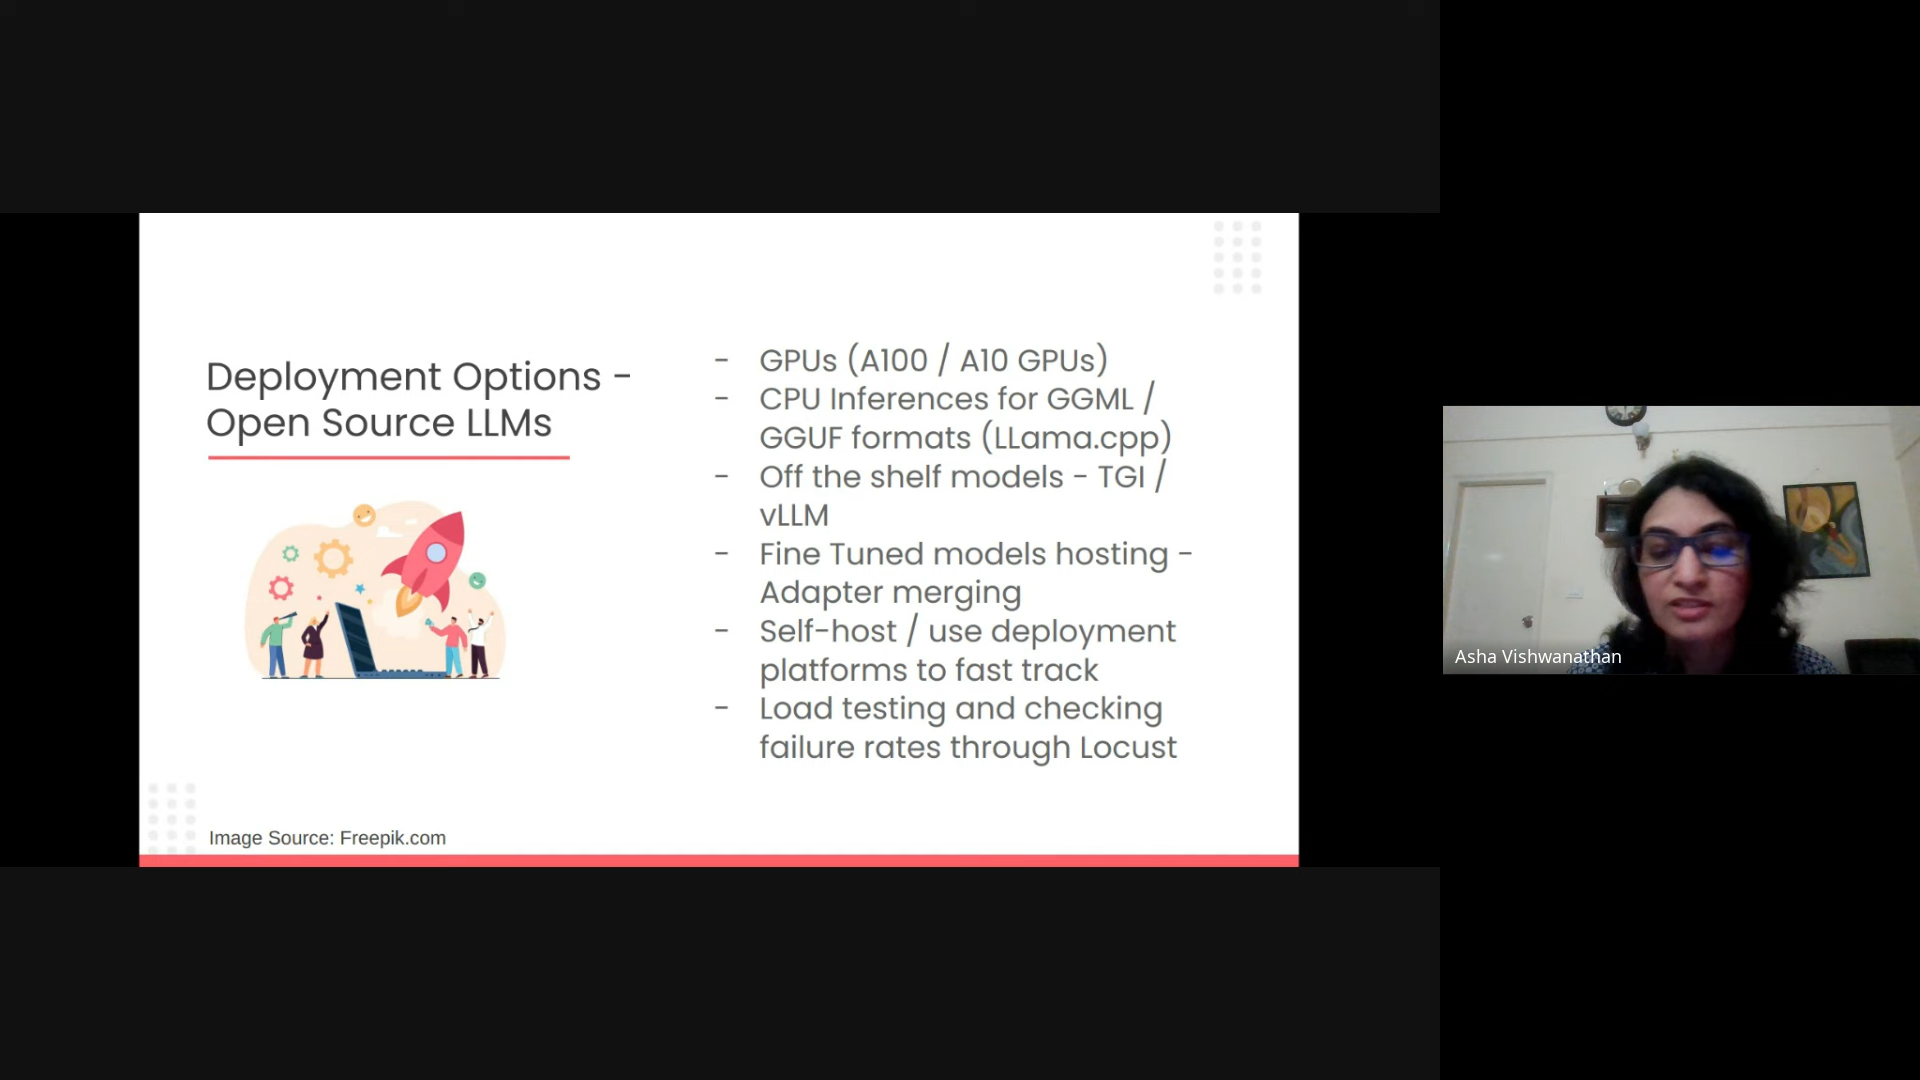 Deployment Options -
Open Source LLMs
- GPUs (A100 / A10 GPUs)
- CPU Inferences for GGML /
GGUF formats (LLama.cpp)
- Off the shelf models - TGI /
vLLM
- Fine Tuned models hosting -
Adapter merging
- Self-host / use deployment
platforms to fast track
- Load testing and checking
failure rates through Locust
Image Source: Freepik.com
Asha Vishwanathan